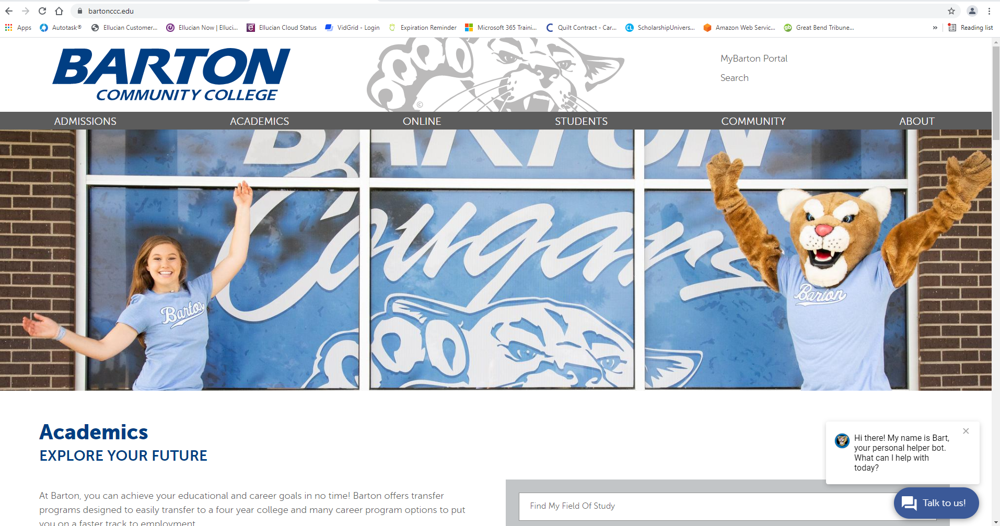 bartonccc.edu
Apps Autotask® Ellucian Customer... Ellucian Now | Elluci... Ellucian Cloud Status VidGrid - Login Expiration Reminder Microsoft 365 Traini... Quilt Contract - Car... ScholarshipUnivers... Amazon Web Servic... gb Great Bend Tribune... » Reading list
BARTON
COMMUNITY COLLEGE
©
MyBarton Portal
Search
ADMISSIONS ACADEMICS ONLINE STUDENTS COMMUNITY ABOUT
BARTON
Cougars
Barton
Barton
Academics
EXPLORE YOUR FUTURE
At Barton, you can achieve your educational and career goals in no time! Barton offers transfer
programs designed to easily transfer to a four year college and many career program options to put
you on a faster track to employment.
Find My Field Of Study
Hi there! My name is Bart,
your personal helper bot.
What can I help with
today?
Talk to us!